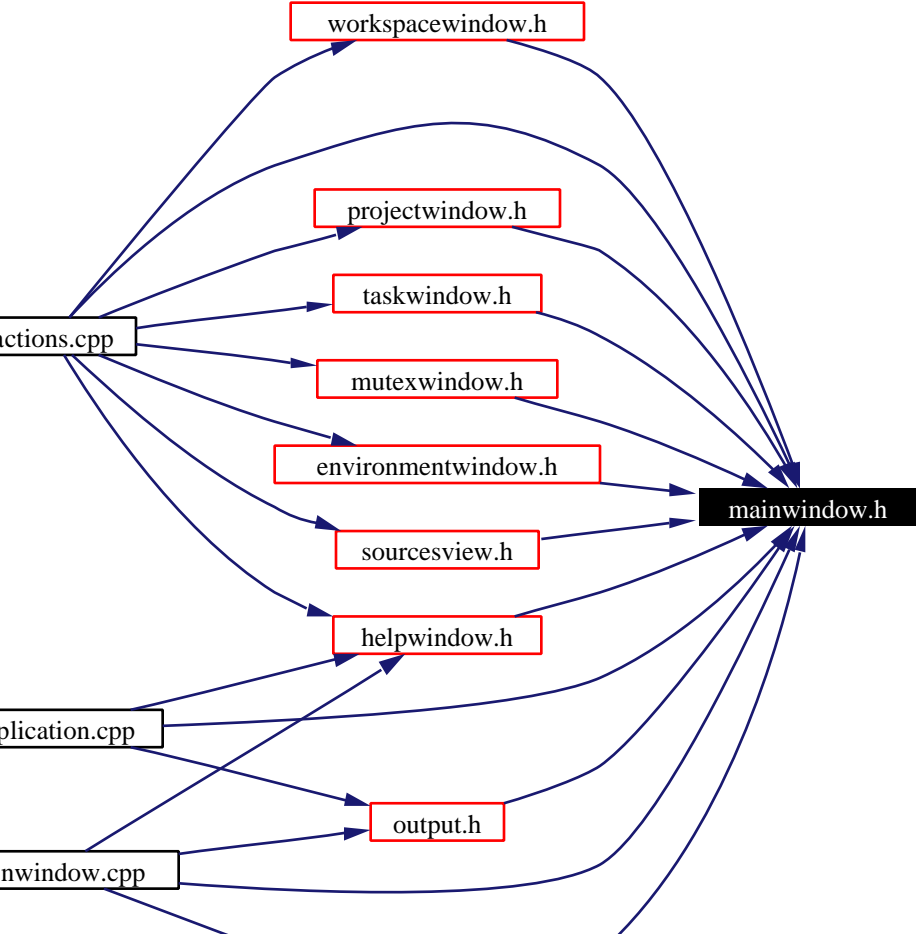 workspacewindow.h
projectwindow.h
taskwindow.h
actions.cpp
mutexwindow.h
environmentwindow.h
mainwindow.h
sourcesview.h
helpwindow.h
plication.cpp
output.h
nwindow.cpp